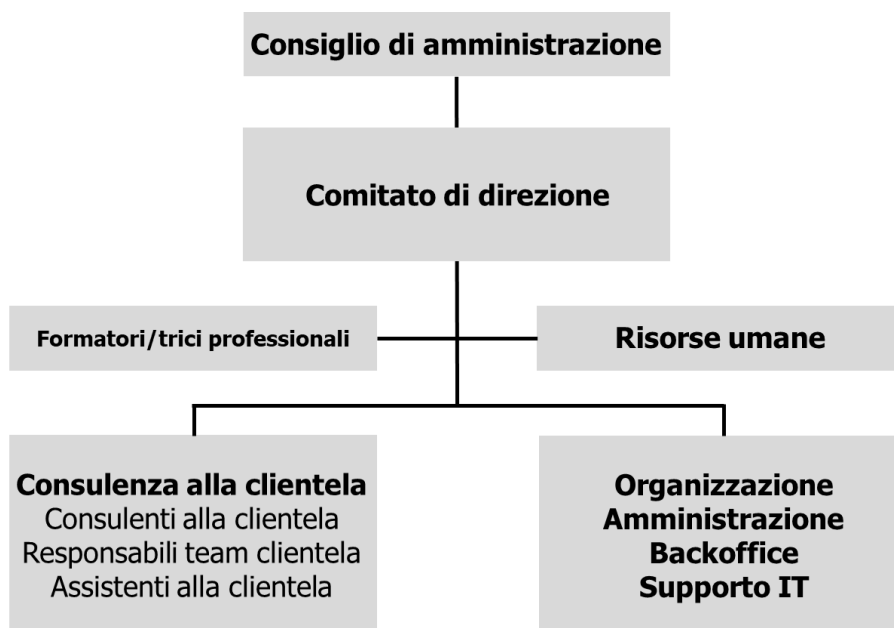 Consiglio di amministrazione
Comitato di direzione
Formatori/trici professionali
Risorse umane
Consulenza alla clientela
Consulenti alla clientela
Responsabili team clientela
Assistenti alla clientela
Organizzazione
Amministrazione
Backoffice
Supporto IT